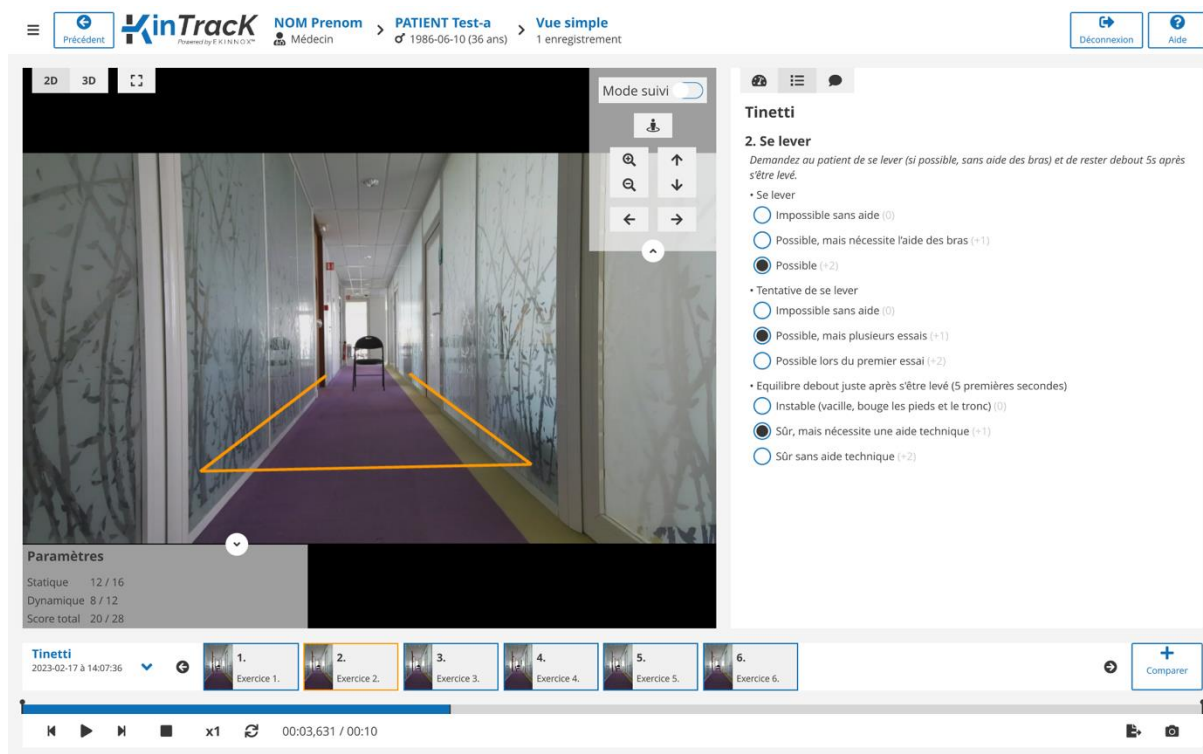 Précédent
KinTracK
Powered by EKINNOX
NOM Prenom
Médecin
PATIENT Test-a
1986-06-10 (36 ans)
Vue simple
1 enregistrement
Déconnexion
Aide
2D
3D
Mode suivi
Tinetti
2. Se lever
Demandez au patient de se lever (si possible, sans aide des bras) et de rester debout 5s après
s'être levé.
• Se lever
Impossible sans aide (0)
Possible, mais nécessite l'aide des bras (+1)
Possible (+2)
• Tentative de se lever
Impossible sans aide (0)
Possible, mais plusieurs essais (+1)
Possible lors du premier essai (+2)
• Equilibre debout juste après s'être levé (5 premières secondes)
Instable (vacille, bouge les pieds et le tronc) (0)
Sûr, mais nécessite une aide technique (+1)
Sûr sans aide technique (+2)
Paramètres
Statique 12 / 16
Dynamique 8 / 12
Score total 20 / 28
Tinetti
2023-02-17 à 14:07:36
1.
Exercice 1.
2.
Exercice 2.
3.
Exercice 3.
4.
Exercice 4.
5.
Exercice 5.
6.
Exercice 6.
Comparer
x1
00:03,631 / 00:10